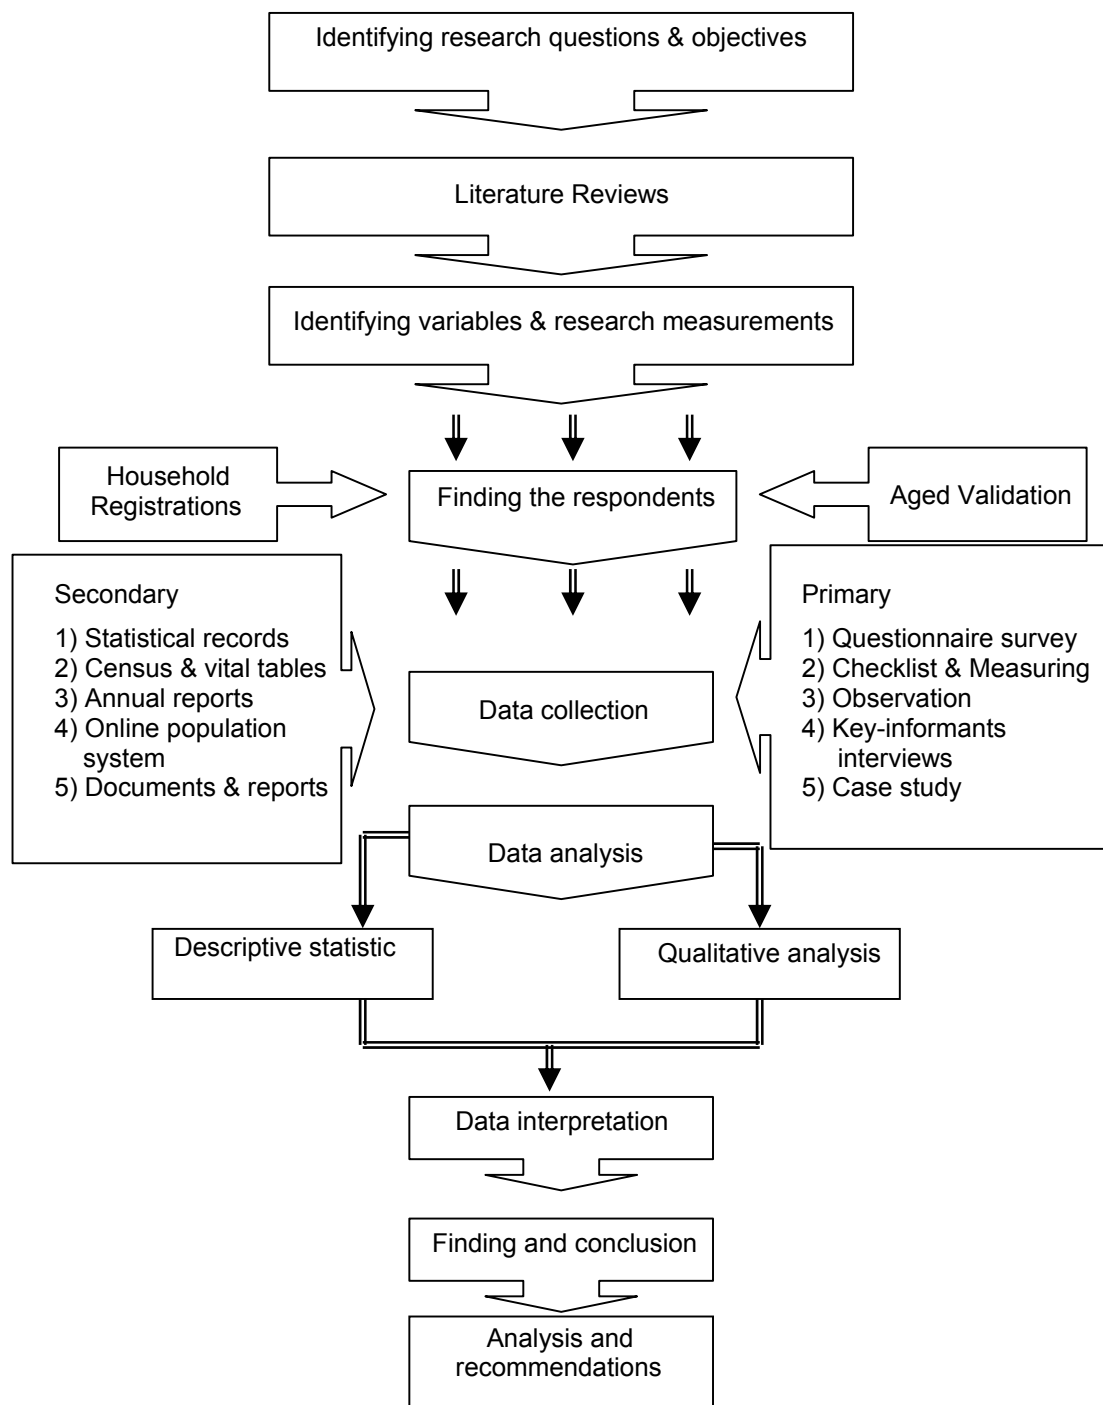 Identifying research questions & objectives
Literature Reviews
Identifying variables & research measurements
Household
Registrations
Finding the respondents
Aged Validation
Secondary
1) Statistical records
2) Census & vital tables
3) Annual reports
4) Online population
system
5) Documents & reports
Data collection
Primary
1) Questionnaire survey
2) Checklist & Measuring
3) Observation
4) Key-informants
interviews
5) Case study
Data analysis
Descriptive statistic
Qualitative analysis
Data interpretation
Finding and conclusion
Analysis and
recommendations